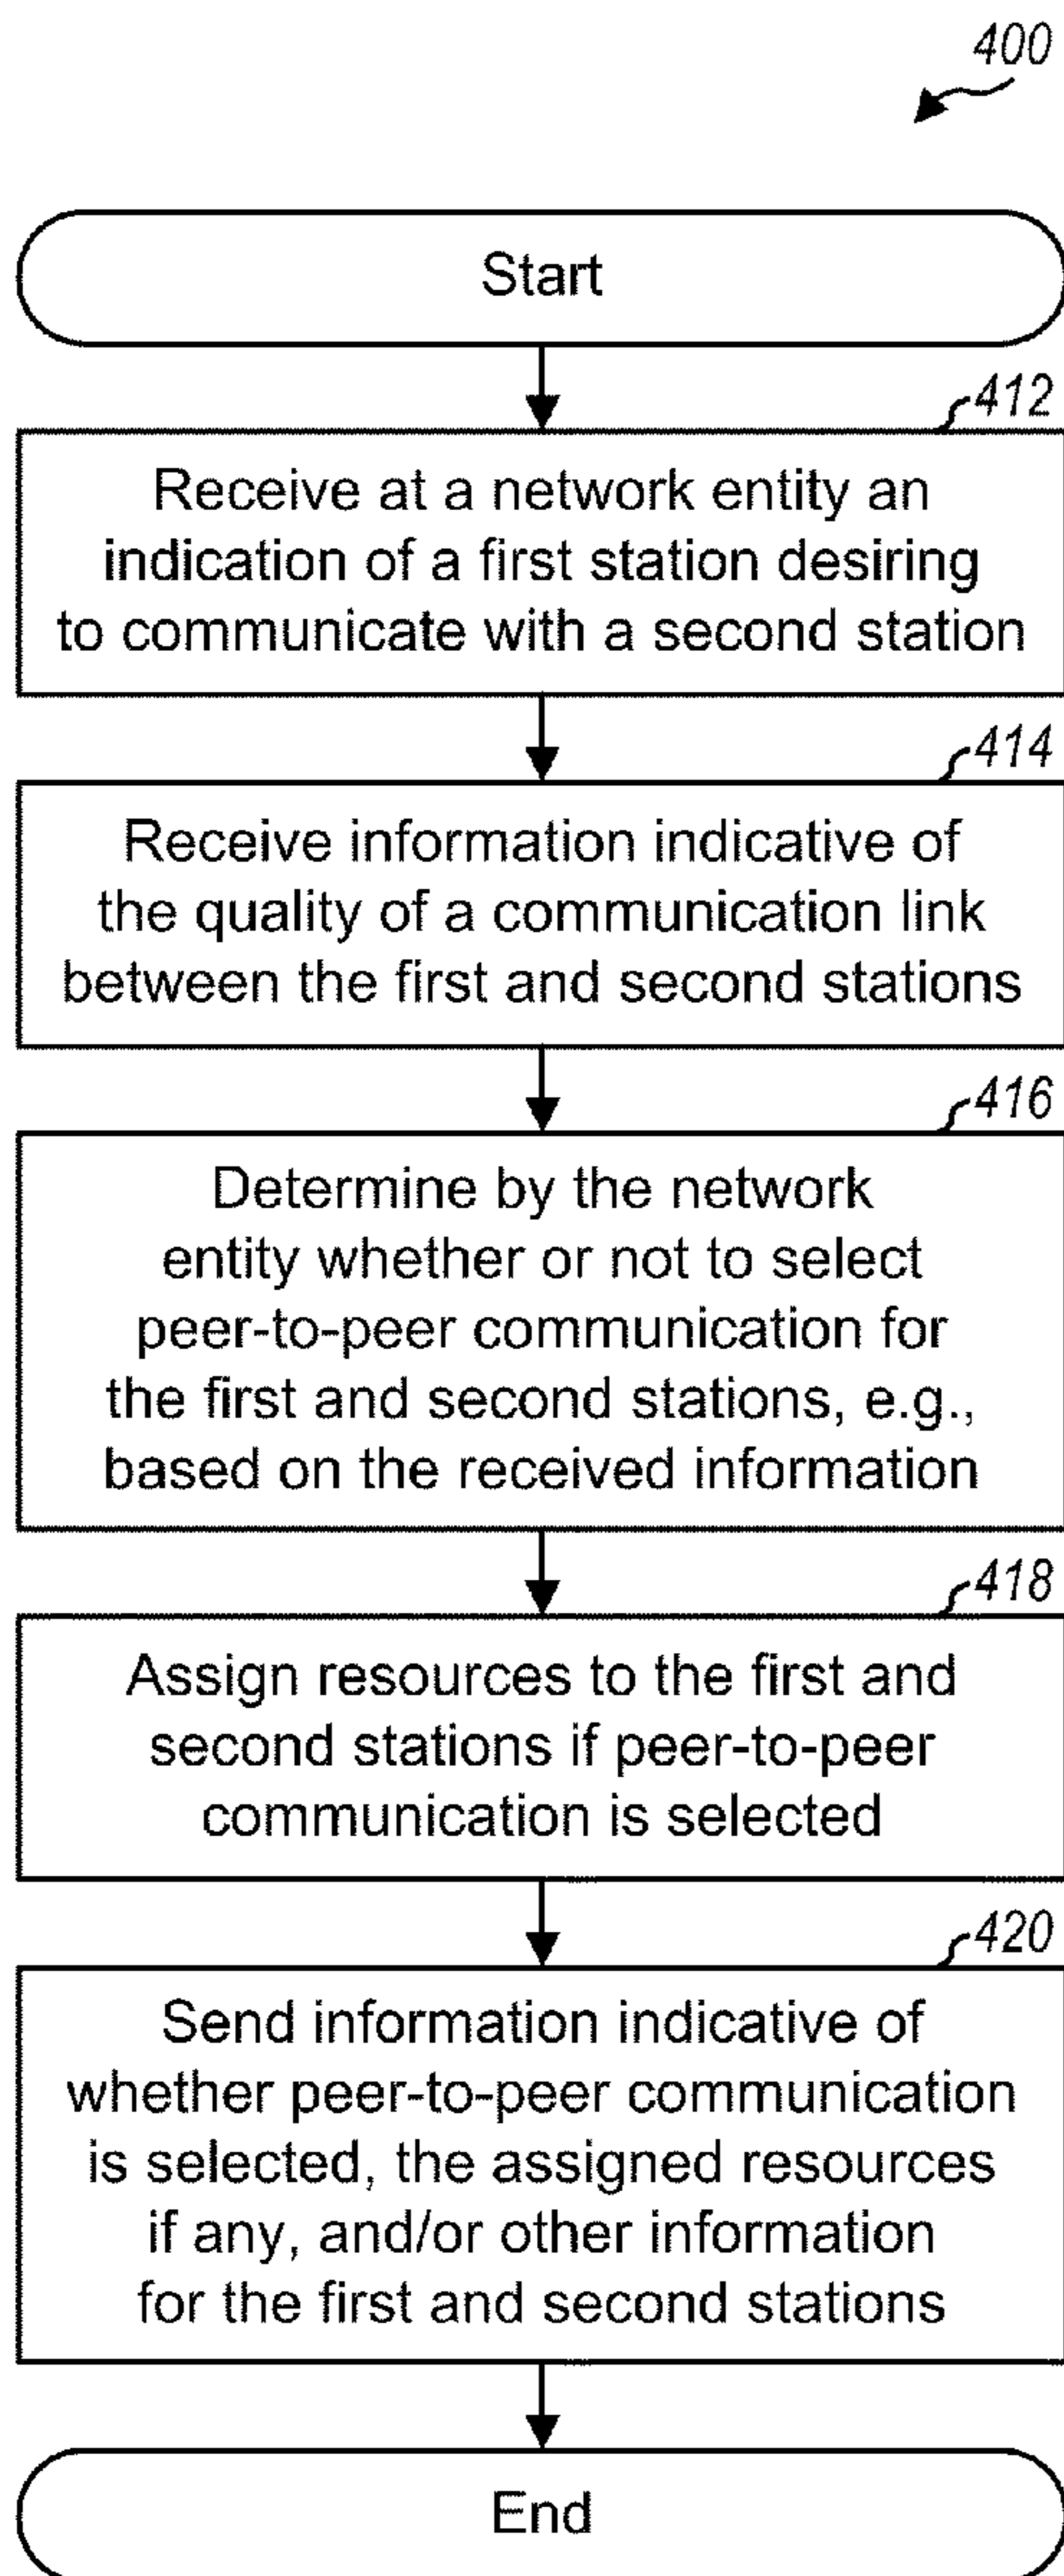 400
Start
412
Receive at a network entity an
indication of a first station desiring
to communicate with a second station
414
Receive information indicative of
the quality of a communication link
between the first and second stations
416
Determine by the network
entity whether or not to select
peer-to-peer communication for
the first and second stations, e.g.,
based on the received information
418
Assign resources to the first and
second stations if peer-to-peer
communication is selected
420
Send information indicative of
whether peer-to-peer communication
is selected, the assigned resources
if any, and/or other information
for the first and second stations
End